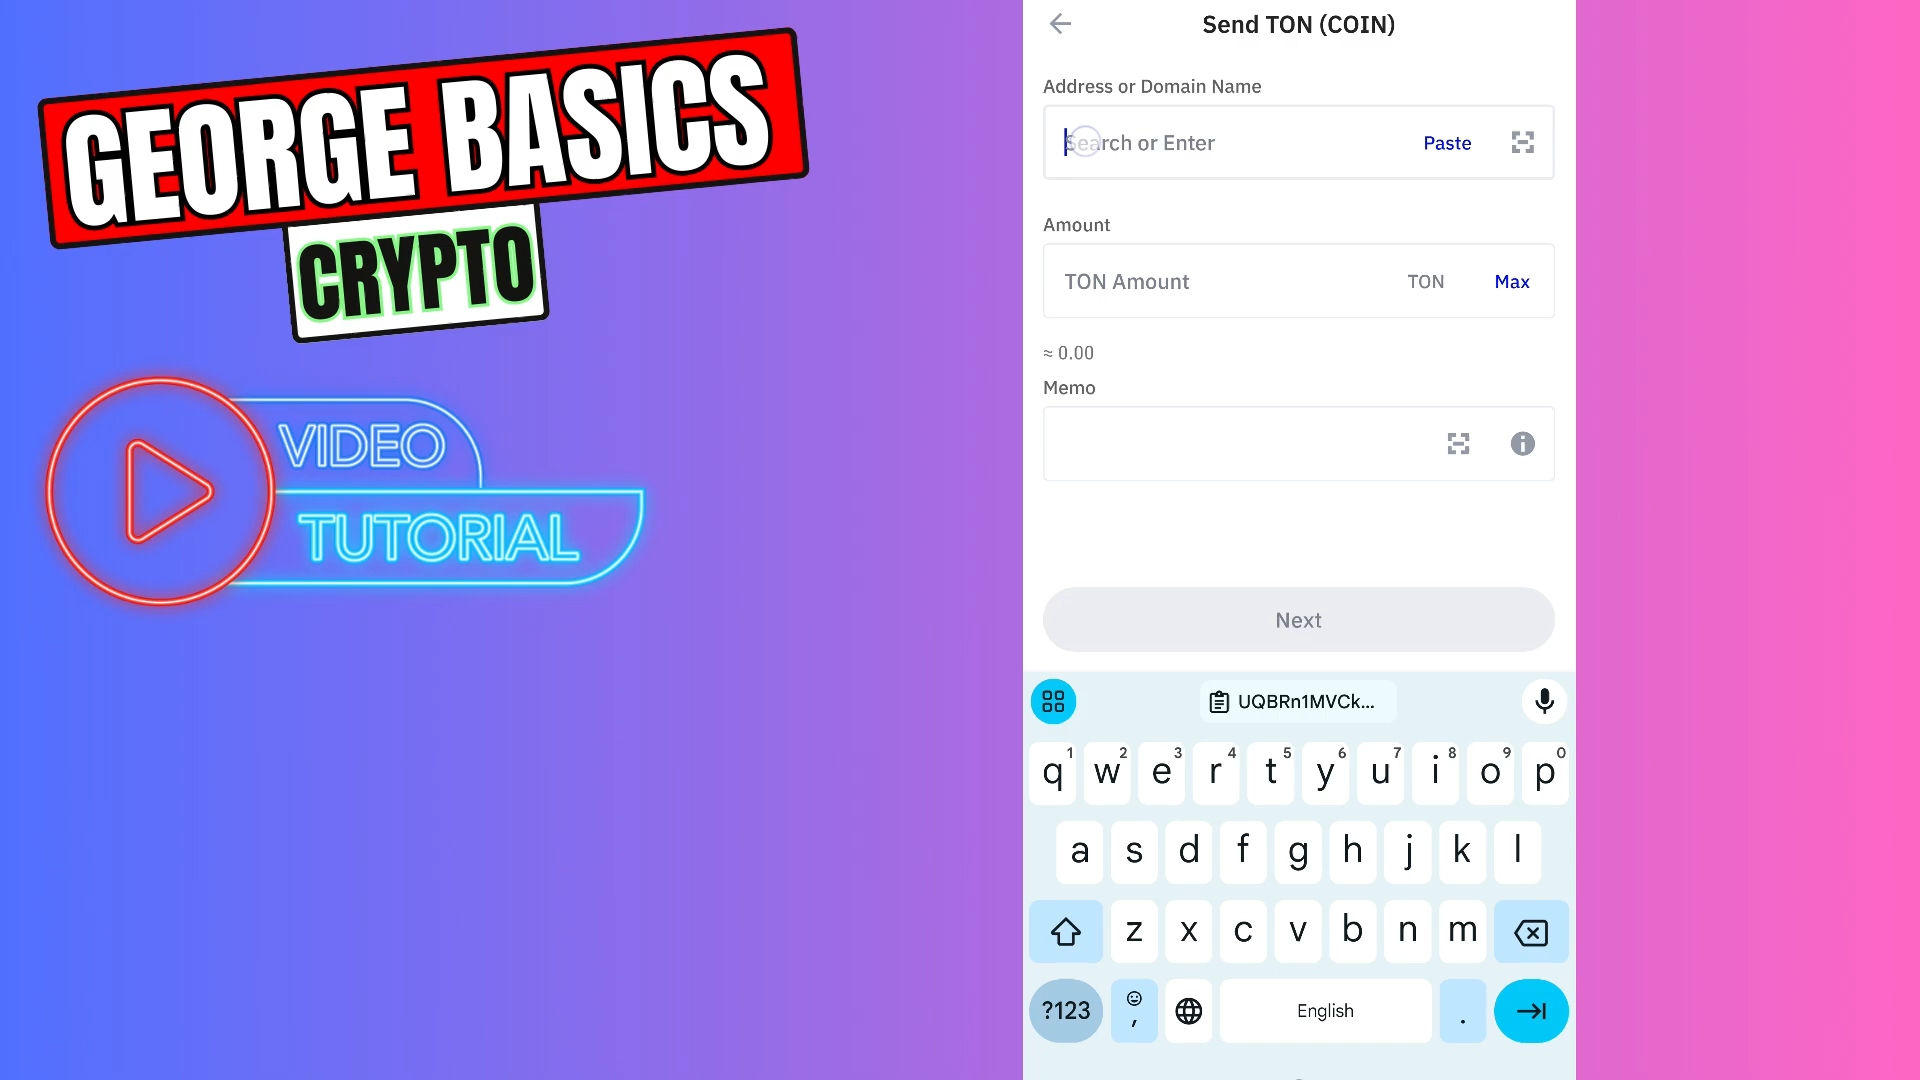 GEORGE BASICS
CRYPTO
VIDEO
TUTORIAL
Send TON (COIN)
Address or Domain Name
Search or Enter Paste
Amount
TON Amount TON Max
≈ 0.00
Memo
Next
UQBRn1MVCk...
q1 w2 e3 r4 t5 y6 u7 i8 o9 p0
a s d f g h j k l
z x c v b n m
?123 , English .